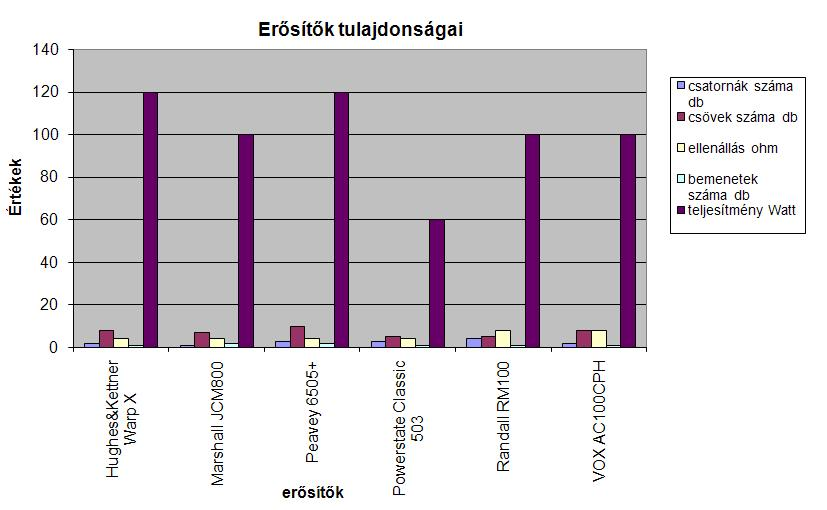 Erősítők tulajdonságai
140
120
100
80
60
40
20
0
Értékek
Hughes&Kettner
Warp X
Marshall JCM800
Peavey 6505+
Powerstate Classic
503
Randall RM100
VOX AC100CPH
erősítők
csatornák száma
db
csövek száma db
ellenállás ohm
bemenetek
száma db
teljesítmény Watt